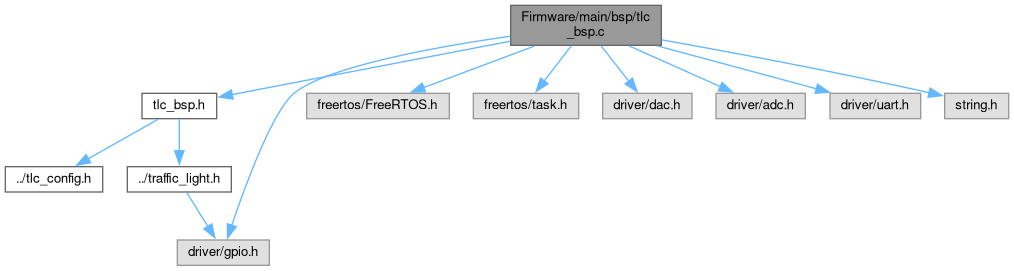 Firmware/main/bsp/tlc
_bsp.c
tlc_bsp.h
freertos/FreeRTOS.h
freertos/task.h
driver/dac.h
driver/adc.h
driver/uart.h
string.h
../tlc_config.h
../traffic_light.h
driver/gpio.h